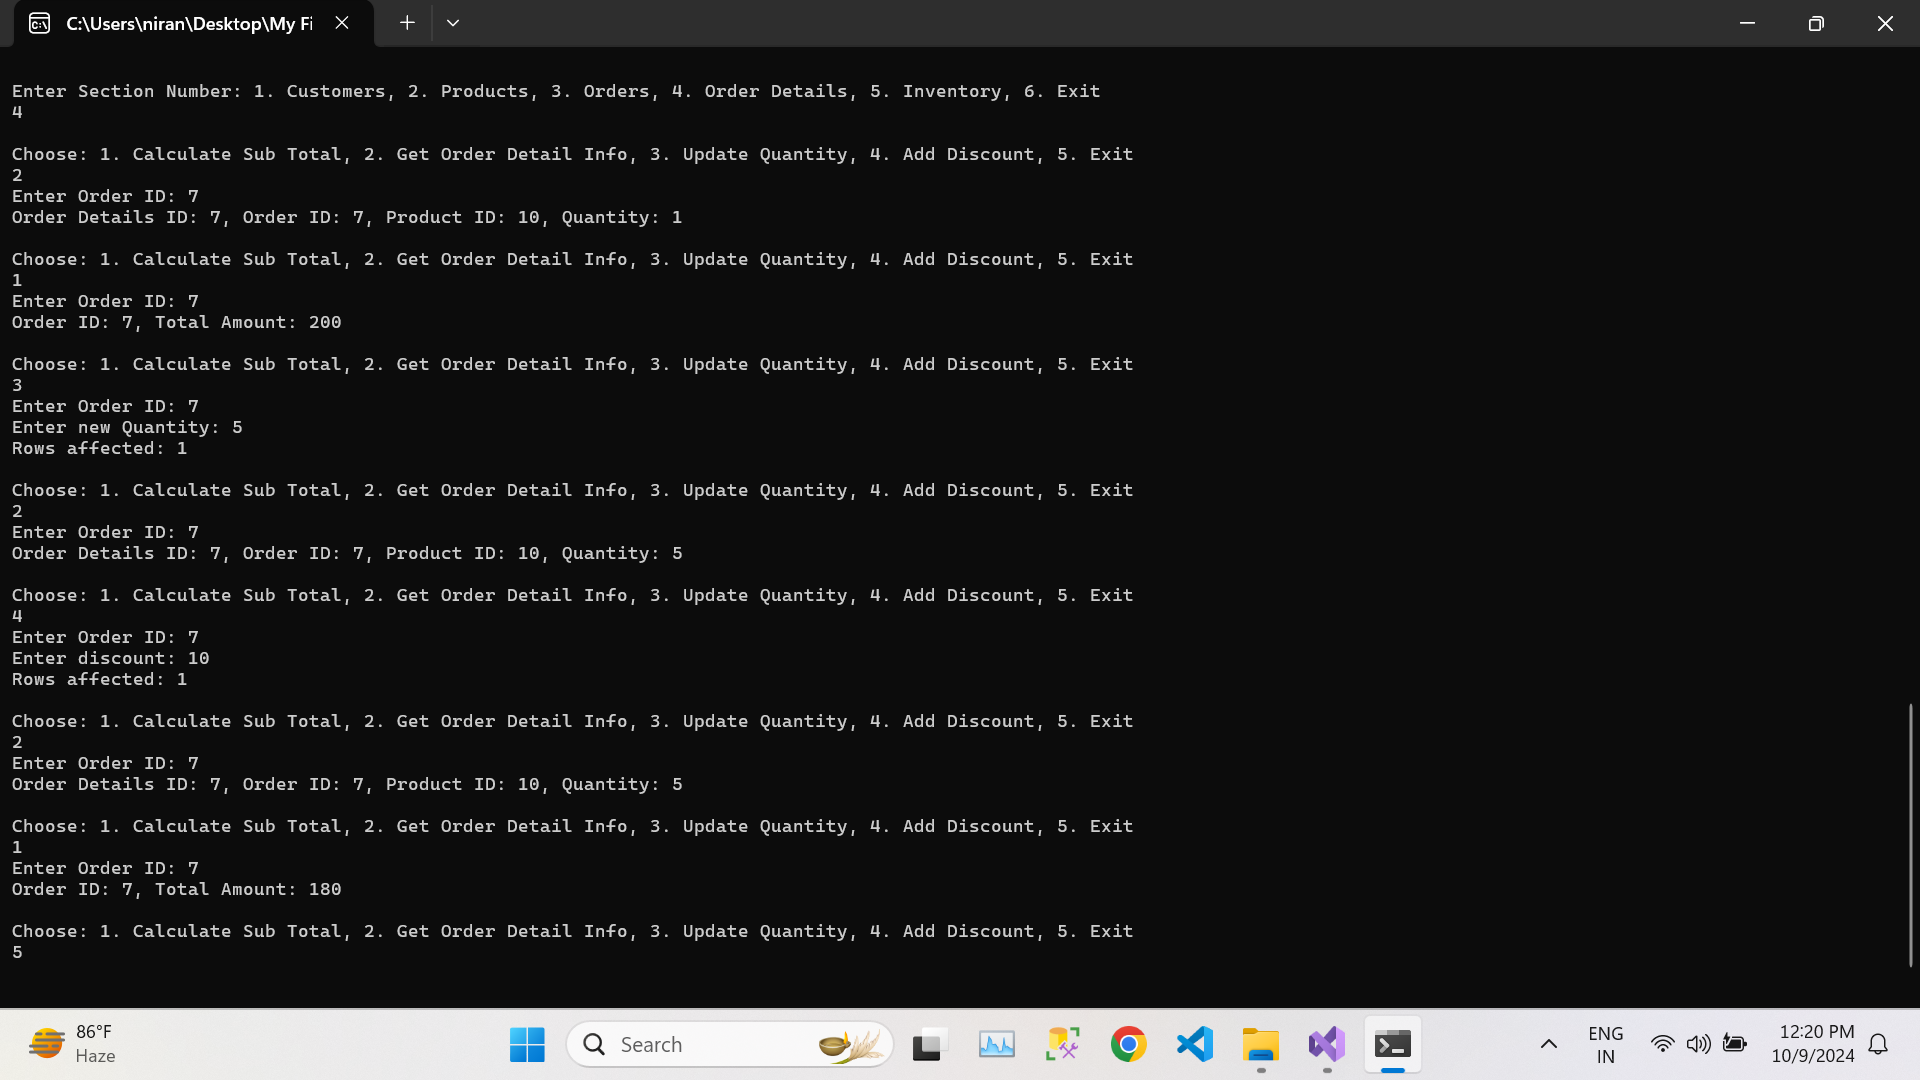 C:\Users\niran\Desktop\My Fi
Enter Section Number: 1. Customers, 2. Products, 3. Orders, 4. Order Details, 5. Inventory, 6. Exit
4
Choose: 1. Calculate Sub Total, 2. Get Order Detail Info, 3. Update Quantity, 4. Add Discount, 5. Exit
2
Enter Order ID: 7
Order Details ID: 7, Order ID: 7, Product ID: 10, Quantity: 1
Choose: 1. Calculate Sub Total, 2. Get Order Detail Info, 3. Update Quantity, 4. Add Discount, 5. Exit
1
Enter Order ID: 7
Order ID: 7, Total Amount: 200
Choose: 1. Calculate Sub Total, 2. Get Order Detail Info, 3. Update Quantity, 4. Add Discount, 5. Exit
3
Enter Order ID: 7
Enter new Quantity: 5
Rows affected: 1
Choose: 1. Calculate Sub Total, 2. Get Order Detail Info, 3. Update Quantity, 4. Add Discount, 5. Exit
2
Enter Order ID: 7
Order Details ID: 7, Order ID: 7, Product ID: 10, Quantity: 5
Choose: 1. Calculate Sub Total, 2. Get Order Detail Info, 3. Update Quantity, 4. Add Discount, 5. Exit
4
Enter Order ID: 7
Enter discount: 10
Rows affected: 1
Choose: 1. Calculate Sub Total, 2. Get Order Detail Info, 3. Update Quantity, 4. Add Discount, 5. Exit
2
Enter Order ID: 7
Order Details ID: 7, Order ID: 7, Product ID: 10, Quantity: 5
Choose: 1. Calculate Sub Total, 2. Get Order Detail Info, 3. Update Quantity, 4. Add Discount, 5. Exit
1
Enter Order ID: 7
Order ID: 7, Total Amount: 180
Choose: 1. Calculate Sub Total, 2. Get Order Detail Info, 3. Update Quantity, 4. Add Discount, 5. Exit
5
86°F
Haze
Search
ENG
IN
12:20 PM
10/9/2024